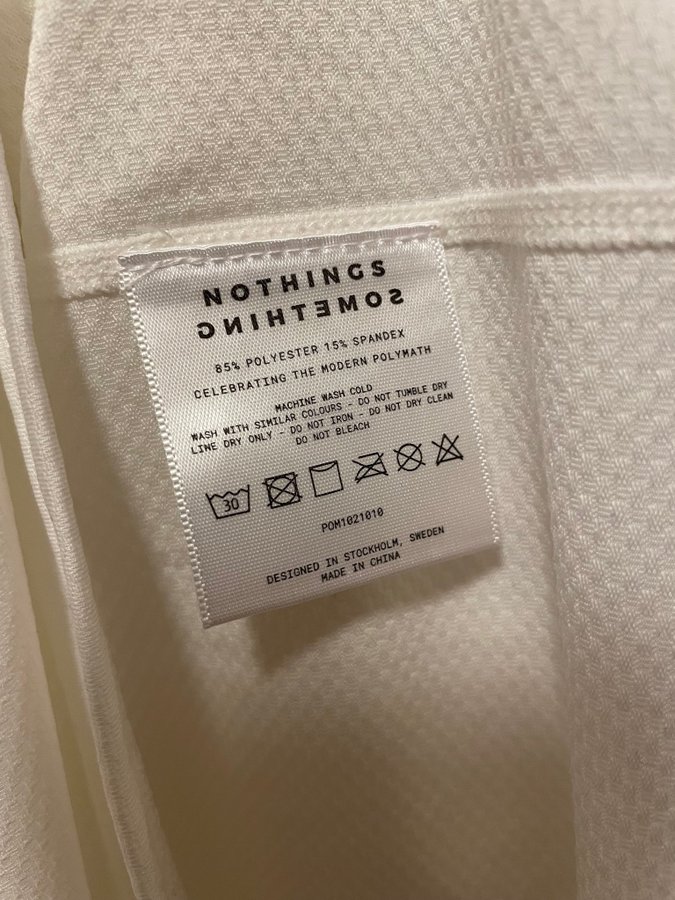 NOTHINGS
SOMETHING
85% POLYESTER 15% SPANDEX
CELEBRATING THE MODERN POLYMATH
MACHINE WASH COLD
WASH WITH SIMILAR COLOURS - DO NOT TUMBLE DRY
LINE DRY ONLY - DO NOT IRON - DO NOT DRY CLEAN
DO NOT BLEACH
30
POM1021010
DESIGNED IN STOCKHOLM, SWEDEN
MADE IN CHINA